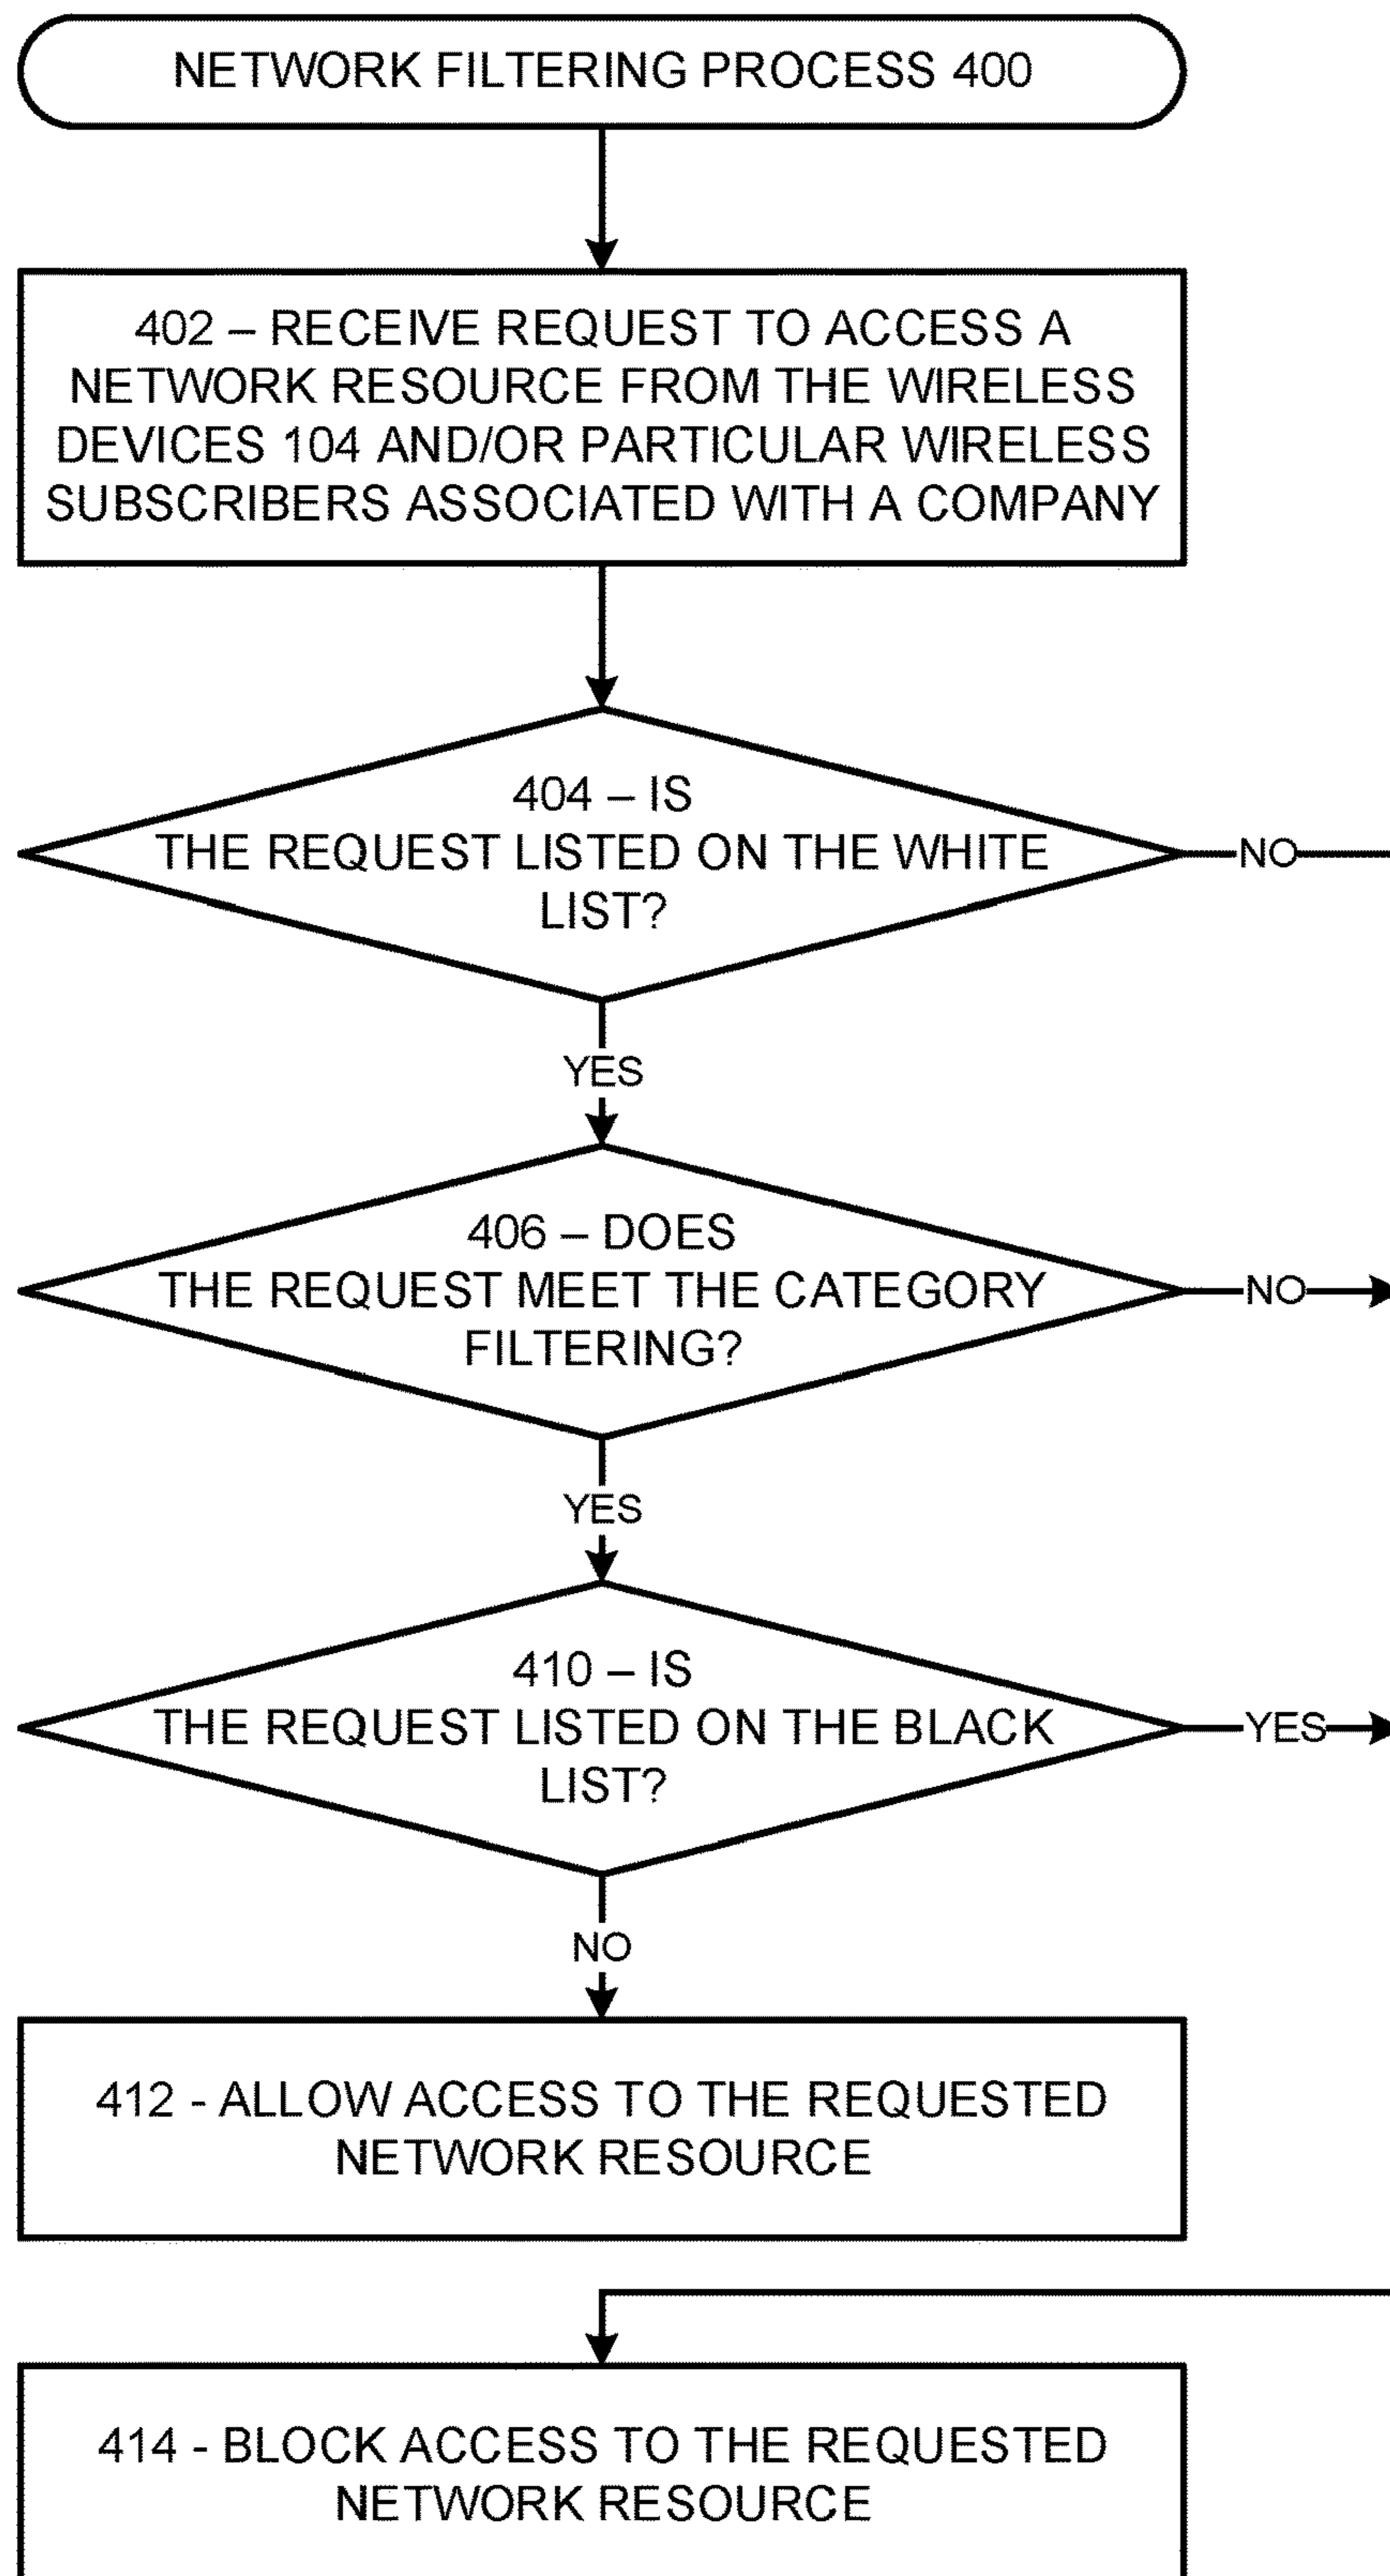 NETWORK FILTERING PROCESS 400
402 – RECEIVE REQUEST TO ACCESS A
NETWORK RESOURCE FROM THE WIRELESS
DEVICES 104 AND/OR PARTICULAR WIRELESS
SUBSCRIBERS ASSOCIATED WITH A COMPANY
404 – IS
THE REQUEST LISTED ON THE WHITE
LIST?
NO
YES
406 – DOES
THE REQUEST MEET THE CATEGORY
FILTERING?
NO
YES
410 – IS
THE REQUEST LISTED ON THE BLACK
LIST?
YES
NO
412 - ALLOW ACCESS TO THE REQUESTED
NETWORK RESOURCE
414 - BLOCK ACCESS TO THE REQUESTED
NETWORK RESOURCE